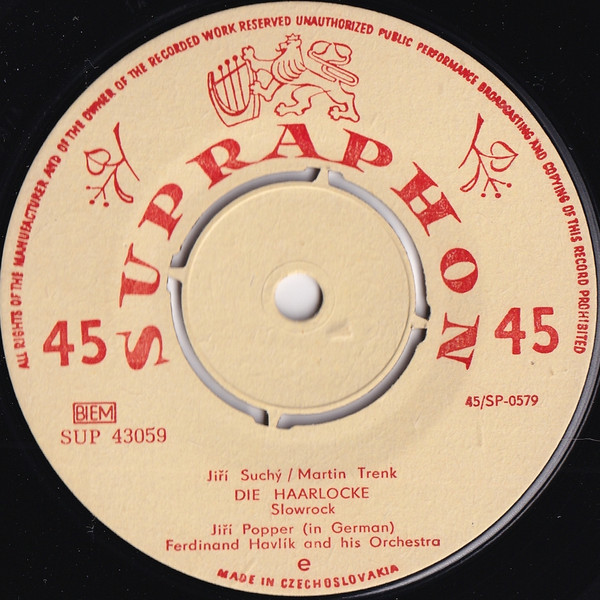 ALL RIGHTS OF THE MANUFACTURER AND OF THE OWNER OF THE RECORDED WORK RESERVED UNAUTHORIZED PUBLIC PERFORMANCE BROADCASTING AND COPYING OF THIS RECORD PROHIBITED
SUPRAPHON
45 45
BIEM
SUP 43059
45/SP-0579
Jiří Suchý / Martin Trenk
DIE HAARLOCKE
Slowrock
Jiří Popper (in German)
Ferdinand Havlík and his Orchestra
e
MADE IN CZECHOSLOVAKIA